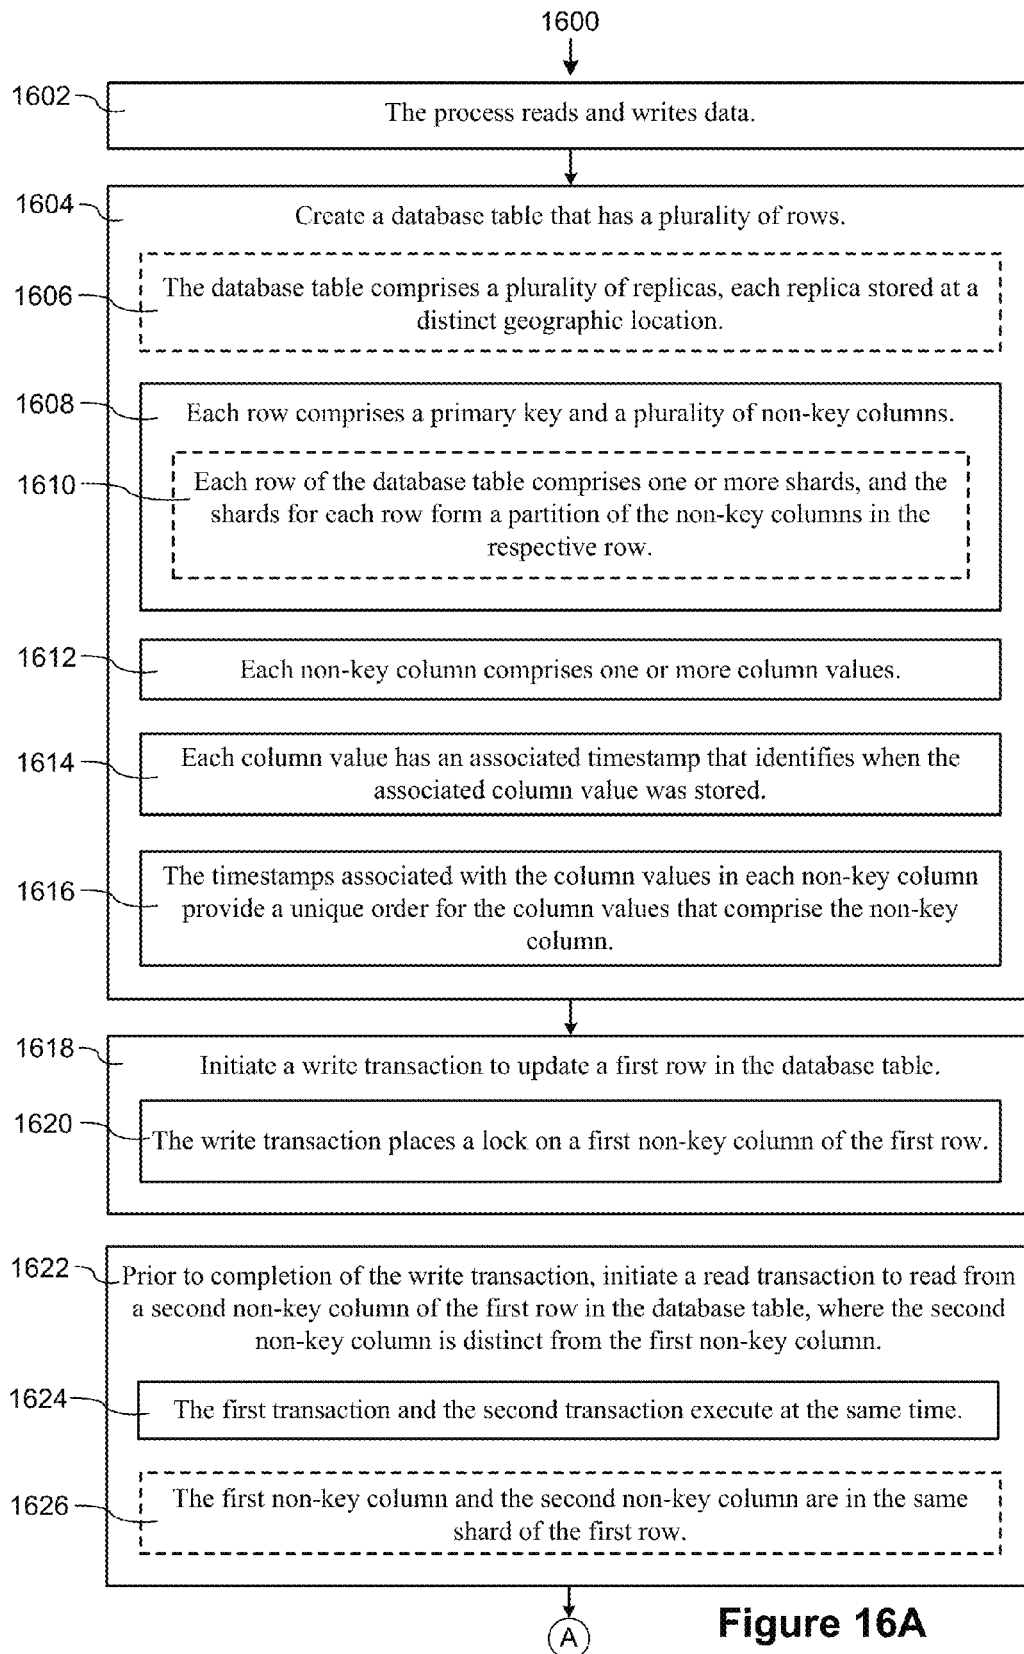 1600
1602
The process reads and writes data.
1604
Create a database table that has a plurality of rows.
1606
The database table comprises a plurality of replicas, each replica stored at a
distinct geographic location.
1608
Each row comprises a primary key and a plurality of non-key columns.
1610
Each row of the database table comprises one or more shards, and the
shards for each row form a partition of the non-key columns in the
respective row.
1612
Each non-key column comprises one or more column values.
1614
Each column value has an associated timestamp that identifies when the
associated column value was stored.
1616
The timestamps associated with the column values in each non-key column
provide a unique order for the column values that comprise the non-key
column.
1618
Initiate a write transaction to update a first row in the database table.
1620
The write transaction places a lock on a first non-key column of the first row.
1622
Prior to completion of the write transaction, initiate a read transaction to read from
a second non-key column of the first row in the database table, where the second
non-key column is distinct from the first non-key column.
1624
The first transaction and the second transaction execute at the same time.
1626
The first non-key column and the second non-key column are in the same
shard of the first row.
A
Figure 16A